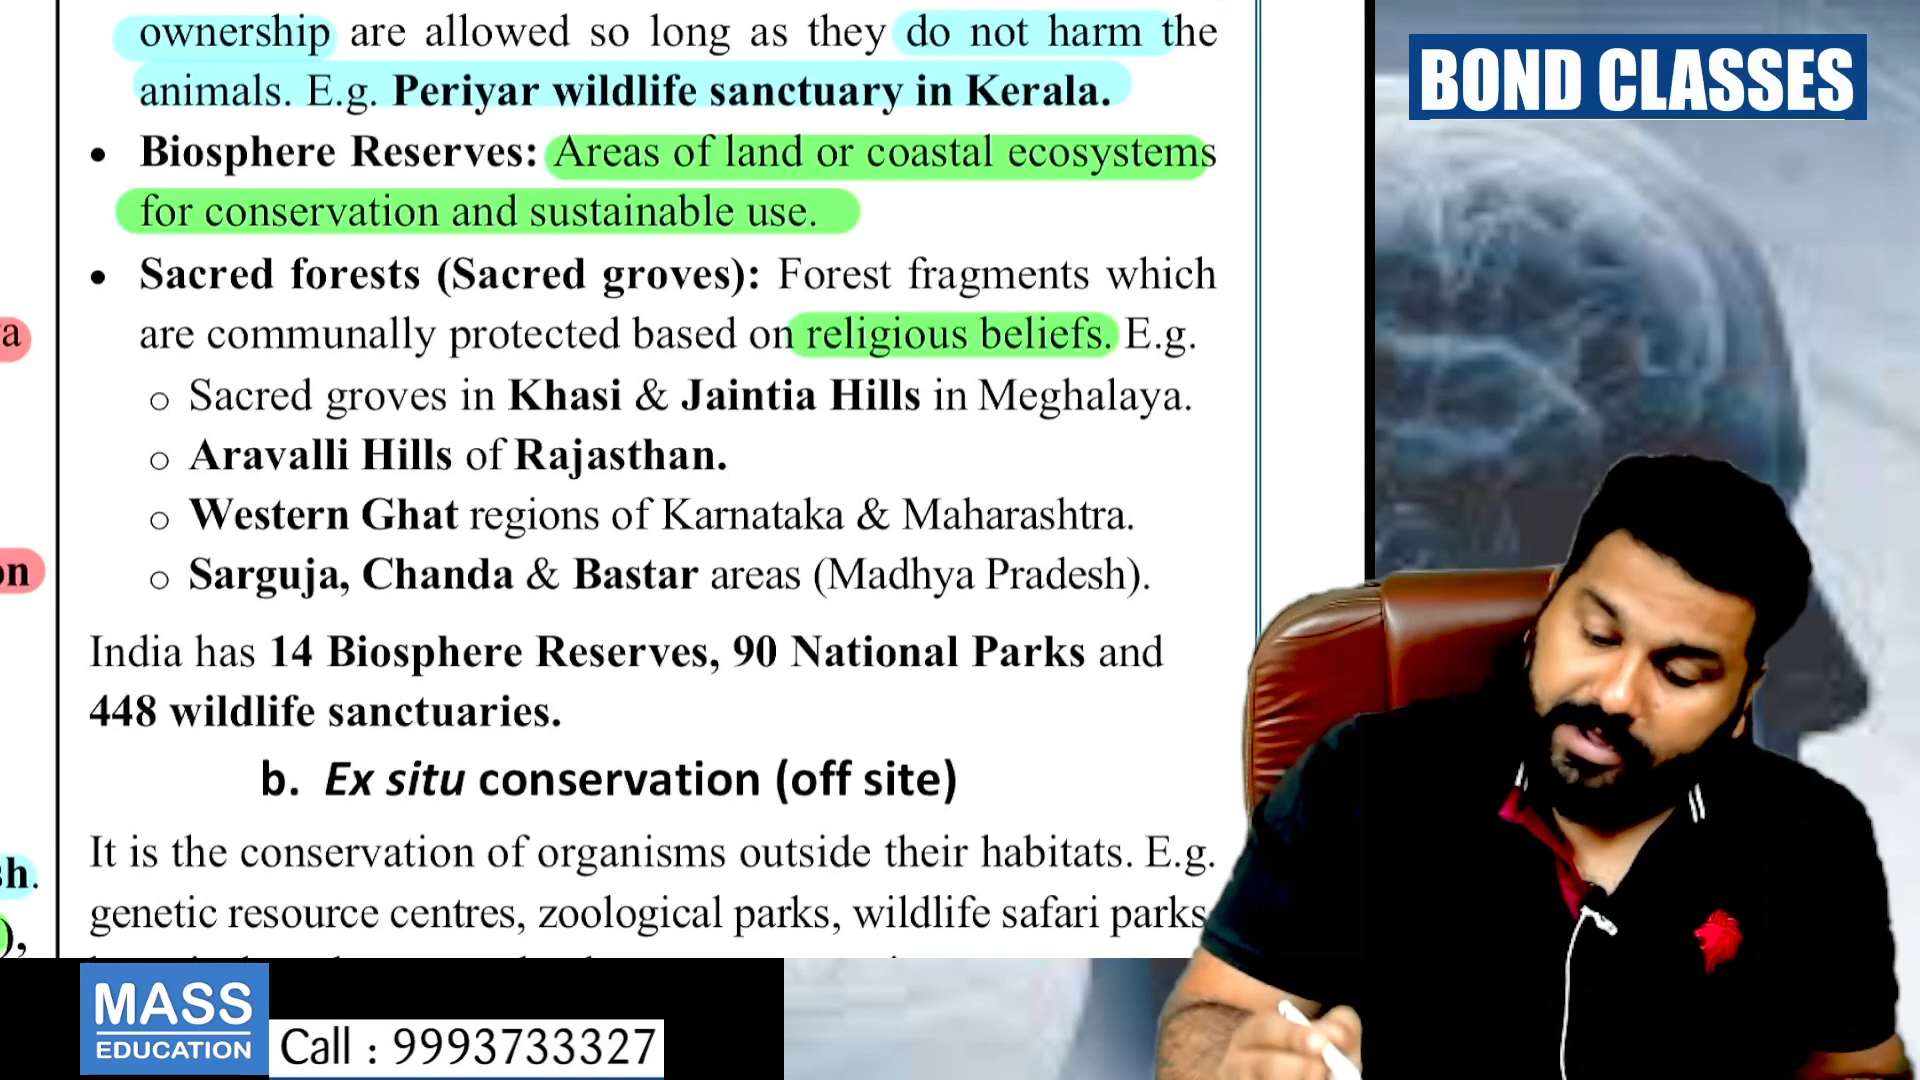 ownership are allowed so long as they do not harm the
animals. E.g. Periyar wildlife sanctuary in Kerala.
• Biosphere Reserves: Areas of land or coastal ecosystems
for conservation and sustainable use.
• Sacred forests (Sacred groves): Forest fragments which
are communally protected based on religious beliefs. E.g.
o Sacred groves in Khasi & Jaintia Hills in Meghalaya.
o Aravalli Hills of Rajasthan.
o Western Ghat regions of Karnataka & Maharashtra.
o Sarguja, Chanda & Bastar areas (Madhya Pradesh).
India has 14 Biosphere Reserves, 90 National Parks and
448 wildlife sanctuaries.
b. Ex situ conservation (off site)
It is the conservation of organisms outside their habitats. E.g.
genetic resource centres, zoological parks, wildlife safari parks
BOND CLASSES
MASS
EDUCATION
Call : 9993733327